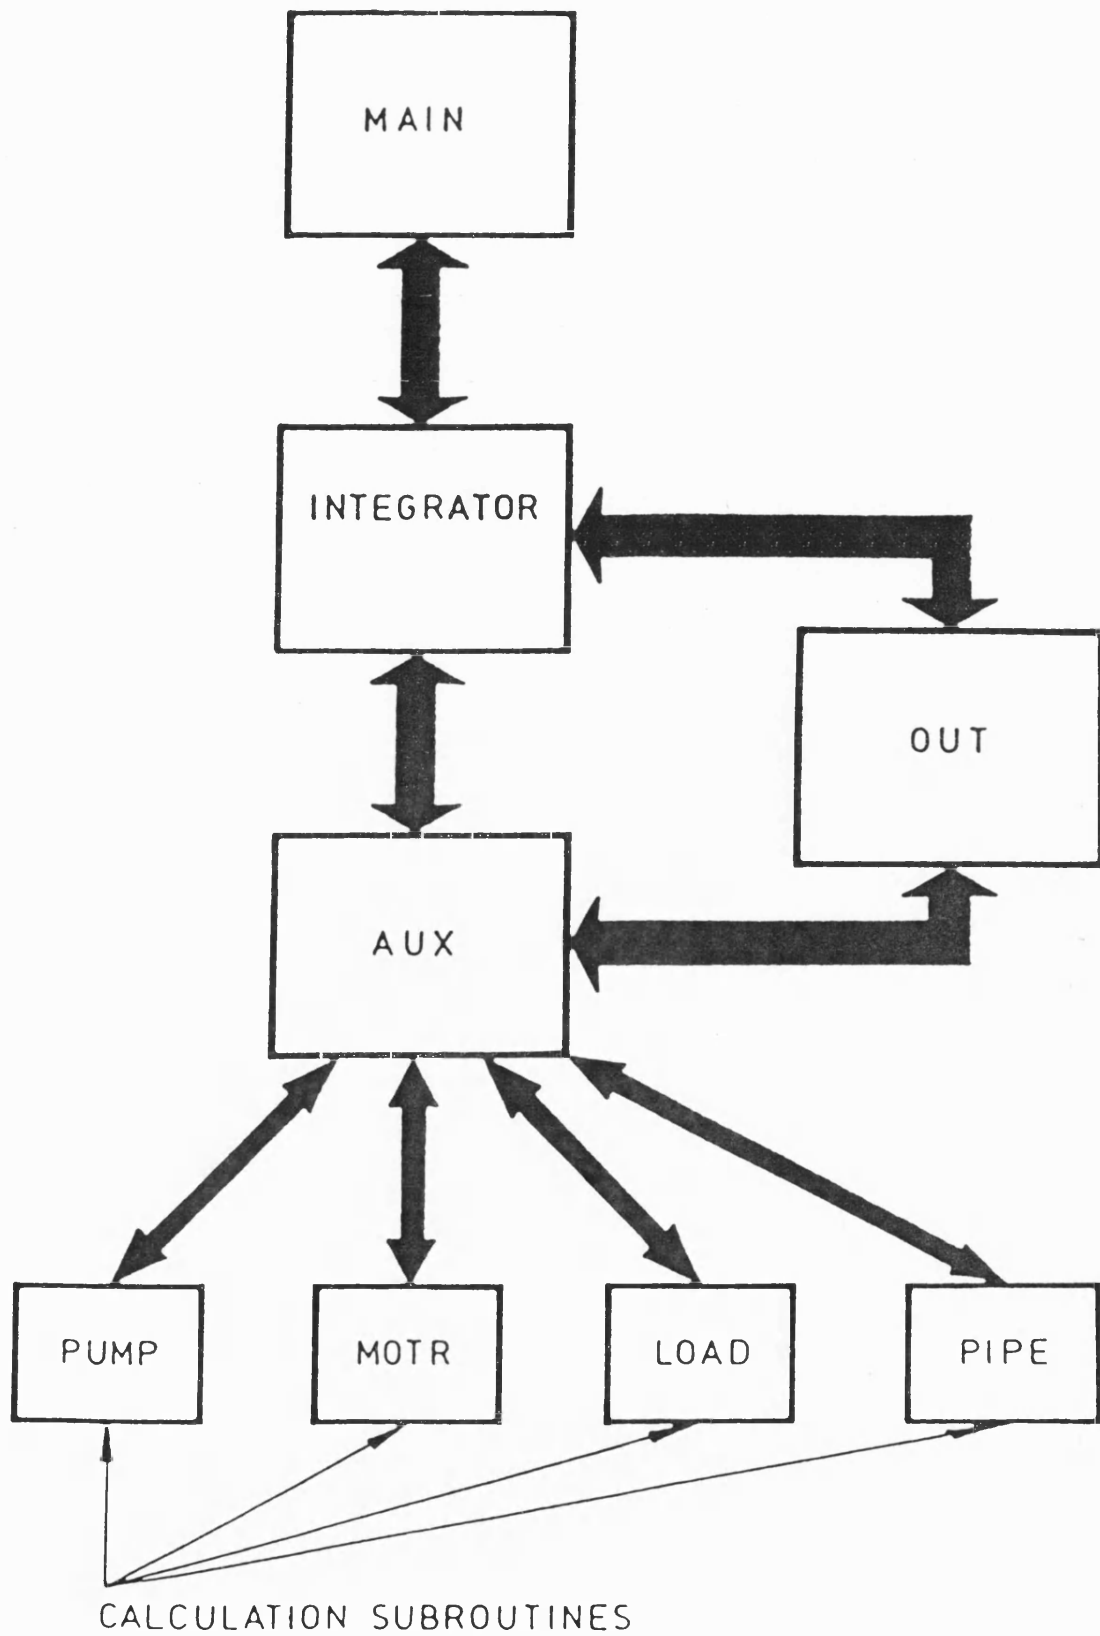 MAIN
INTEGRATOR
OUT
AUX
PUMP
MOTR
LOAD
PIPE
CALCULATION SUBROUTINES